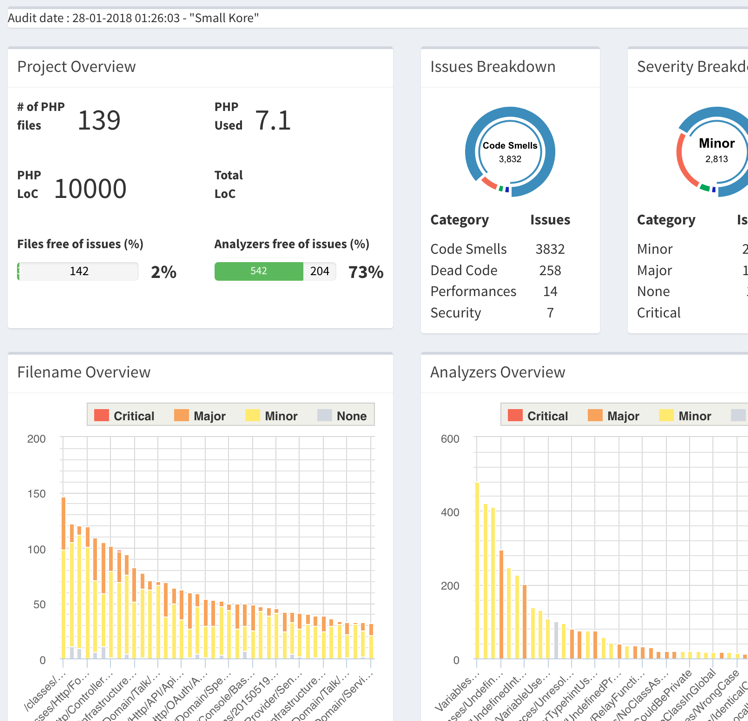 Audit date : 28-01-2018 01:26:03 - "Small Kore"
Project Overview
# of PHP files 139
PHP Used 7.1
PHP LoC 10000
Total LoC
Files free of issues (%)
142 2%
Analyzers free of issues (%)
542 204 73%
Issues Breakdown
Code Smells
3,832
Category Issues
Code Smells 3832
Dead Code 258
Performances 14
Security 7
Severity Breakd
Minor
2,813
Category Is
Minor 2
Major 1
None
Critical
Filename Overview
Critical Major Minor None
200
150
100
50
0
/classes/...
ses/Http/Fo...
ttp/Controller...
nfrastructure...
Domain/Talk/...
Http/API/Api...
Http/OAuth/A...
Domain/Spe...
Console/Bas...
es/20150519...
Provider/Sen...
nfrastructure...
Domain/Talk/...
Domain/Servi...
Analyzers Overview
Critical Major Minor
600
400
200
0
Variables...
ses/Undefin...
UndefinedInt...
VariableUse...
ces/Unresol...
/TypehintUs...
UndefinedPr...
layFuncti...
/NoClassAs...
CouldBePrivate
ClassInGlobal
es/WrongCase